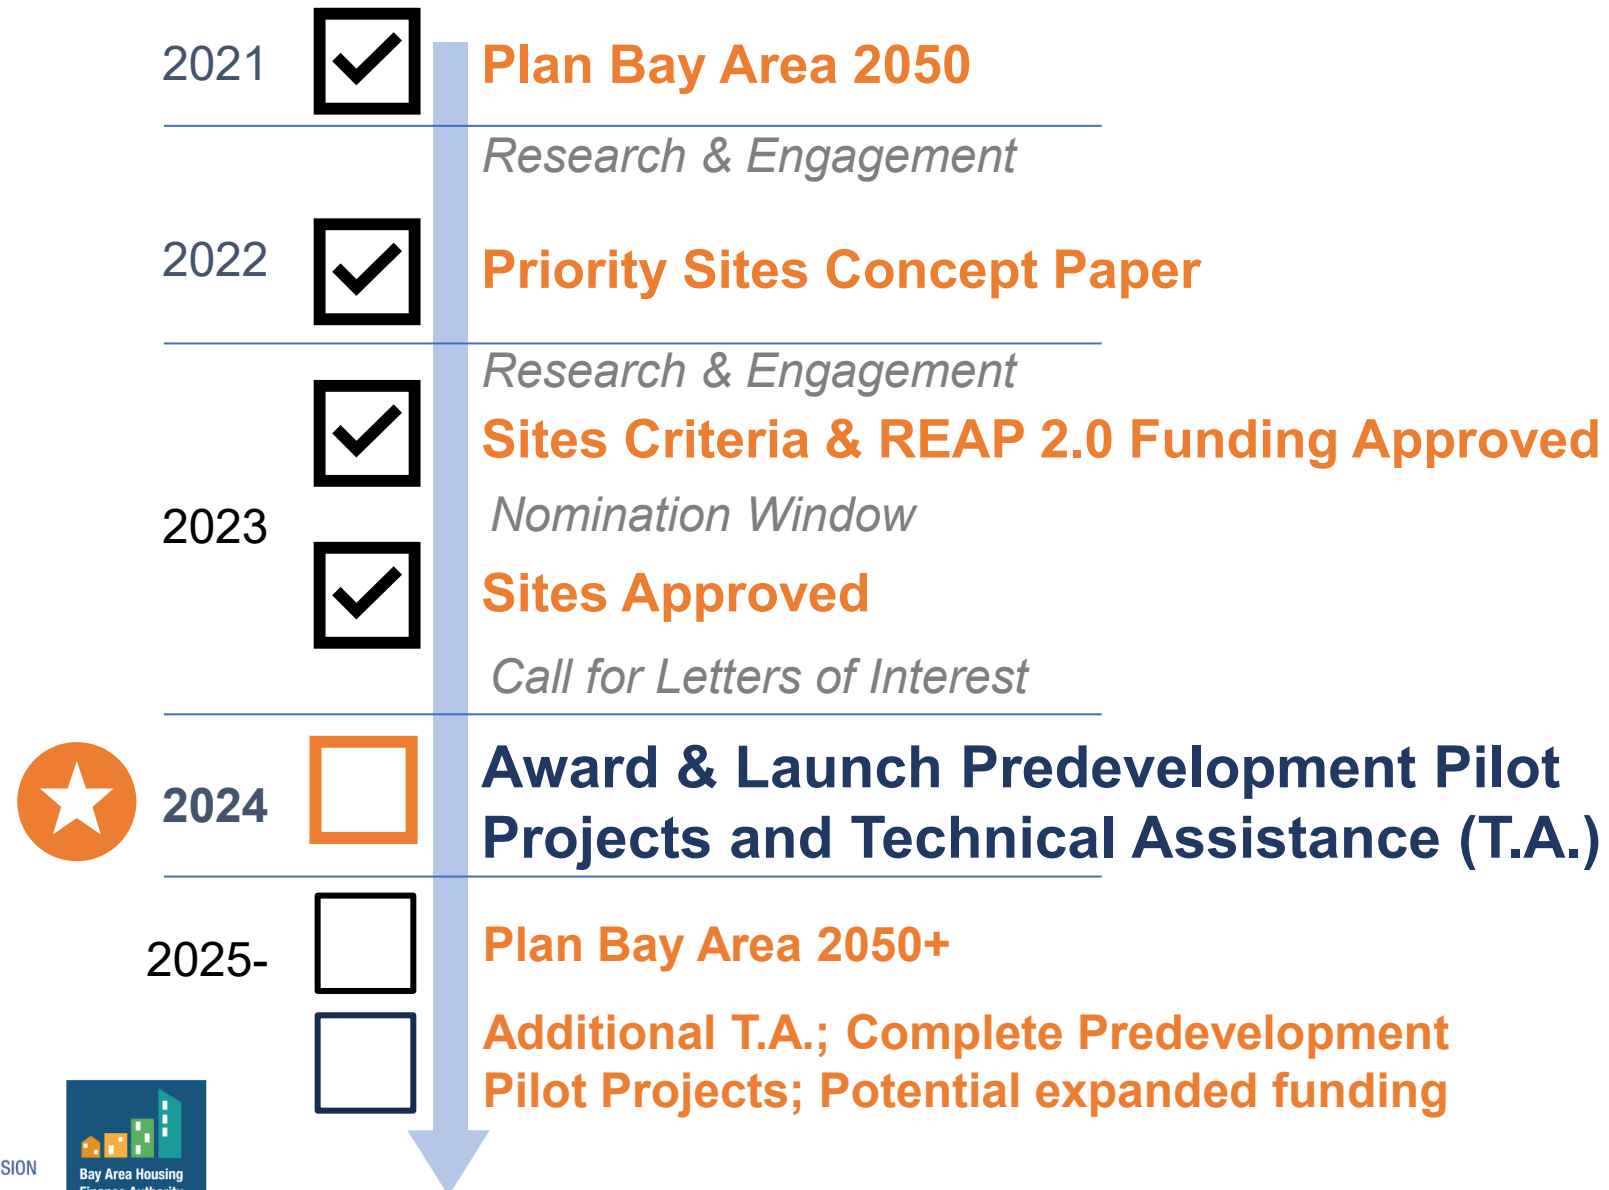 2021
Plan Bay Area 2050
Research & Engagement
2022
Priority Sites Concept Paper
Research & Engagement
Sites Criteria & REAP 2.0 Funding Approved
2023
Nomination Window
Sites Approved
Call for Letters of Interest
2024
Award & Launch Predevelopment Pilot
Projects and Technical Assistance (T.A.)
2025-
Plan Bay Area 2050+
Additional T.A.; Complete Predevelopment
Pilot Projects; Potential expanded funding
SION
Bay Area Housing
Finance Authority